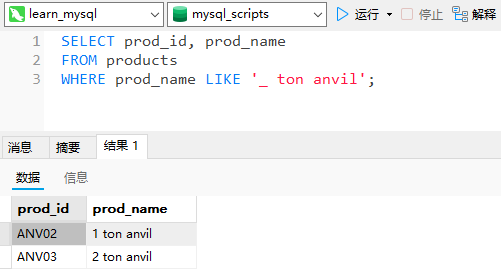 learn_mysql mysql_scripts 运行 停止 解释
1 SELECT prod_id, prod_name
2 FROM products
3 WHERE prod_name LIKE '_ ton anvil';
消息 摘要 结果 1
数据 信息
prod_id prod_name
ANV02 1 ton anvil
ANV03 2 ton anvil